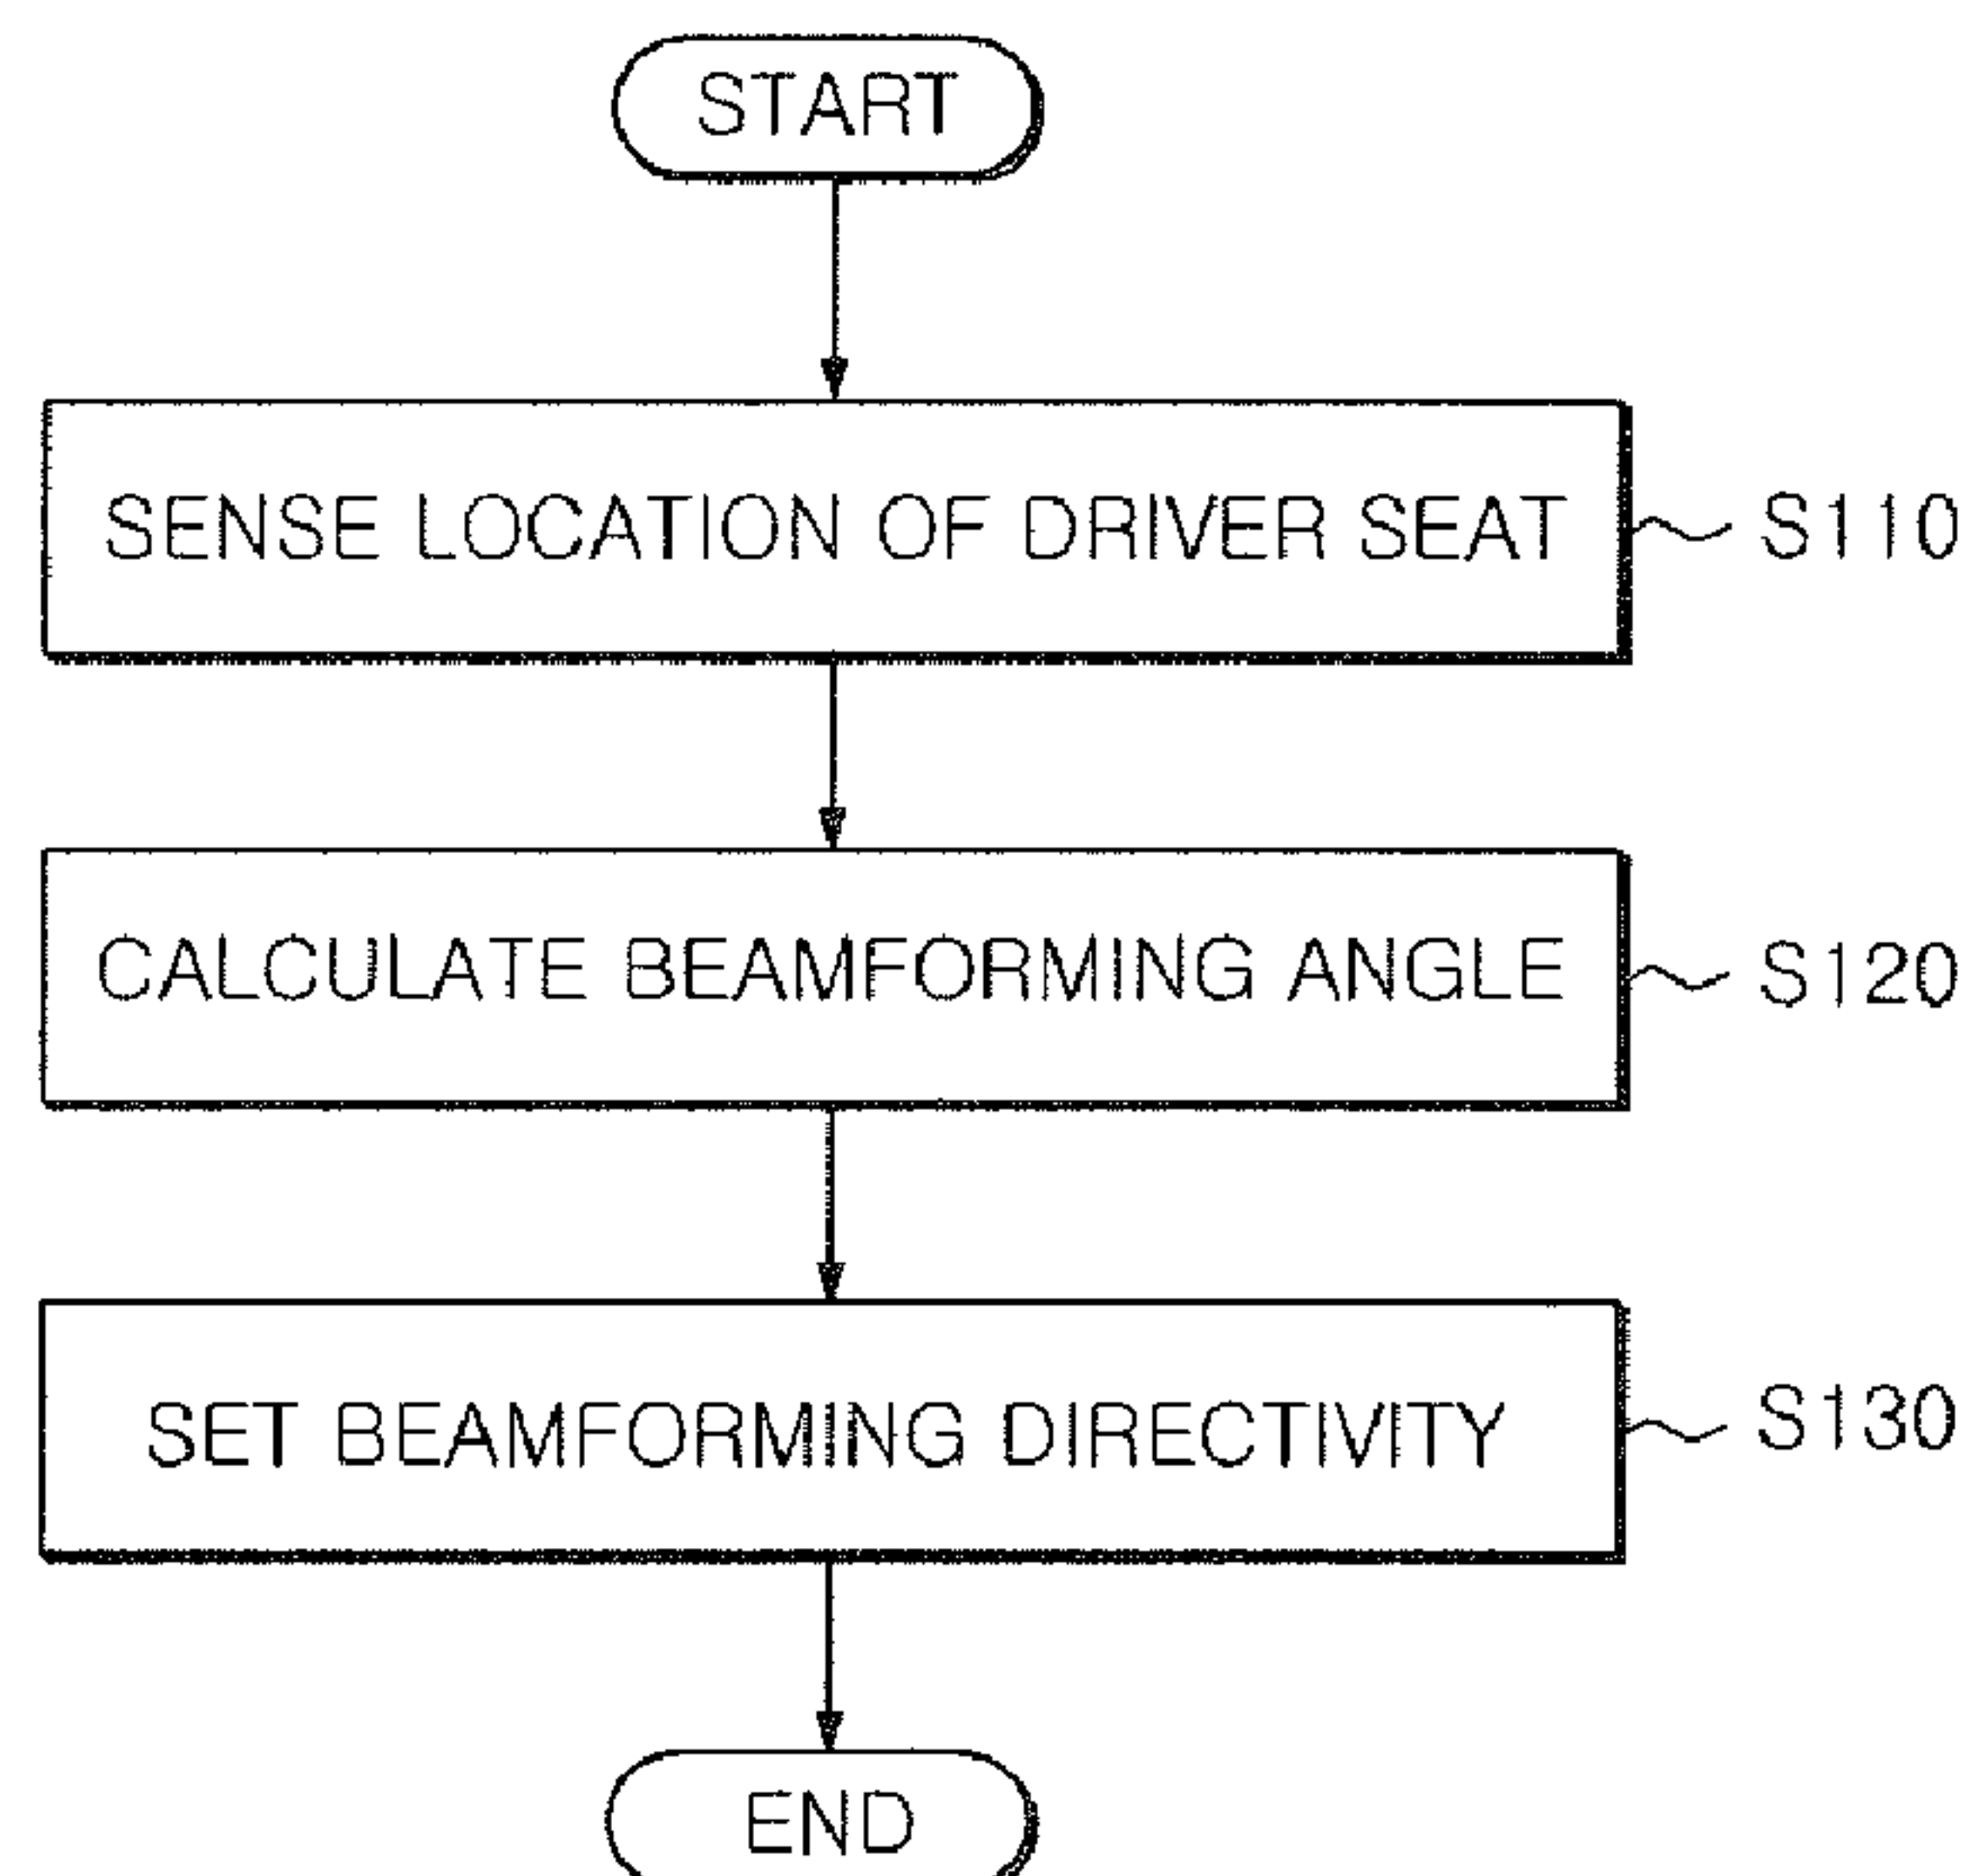 START
SENSE LOCATION OF DRIVER SEAT
S110
CALCULATE BEAMFORMING ANGLE
S120
SET BEAMFORMING DIRECTIVITY
S130
END